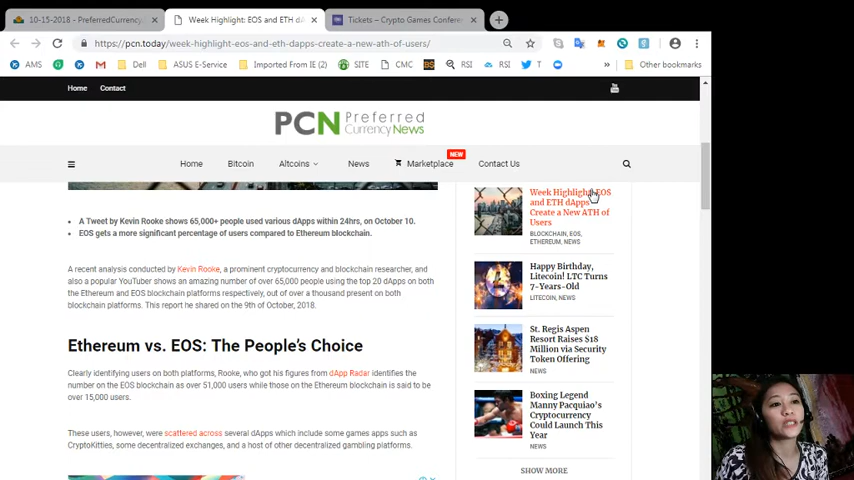 10-15-2018 - PreferredCurrency
Week Highlight: EOS and ETH dA
Tickets – Crypto Games Confere
https://pcn.today/week-highlight-eos-and-eth-dapps-create-a-new-ath-of-users/
AMS Dell ASUS E-Service Imported From IE (2) SITE CMC BS RSI RSI T » Other bookmarks
Home Contact
PCN Preferred
CurrencyNews
Home Bitcoin Altcoins News Marketplace NEW Contact Us
• A Tweet by Kevin Rooke shows 65,000+ people used various dApps within 24hrs, on October 10.
• EOS gets a more significant percentage of users compared to Ethereum blockchain.
A recent analysis conducted by Kevin Rooke, a prominent cryptocurrency and blockchain researcher, and
also a popular YouTuber shows an amazing number of over 65,000 people using the top 20 dApps on both
the Ethereum and EOS blockchain platforms respectively, out of over a thousand present on both
blockchain platforms. This report he shared on the 9th of October, 2018.
Ethereum vs. EOS: The People's Choice
Clearly identifying users on both platforms, Rooke, who got his figures from dApp Radar identifies the
number on the EOS blockchain as over 51,000 users while those on the Ethereum blockchain is said to be
over 15,000 users.
These users, however, were scattered across several dApps which include some games apps such as
CryptoKitties, some decentralized exchanges, and a host of other decentralized gambling platforms.
Week Highlight: EOS
and ETH dApps
Create a New ATH of
Users
BLOCKCHAIN, EOS,
ETHEREUM, NEWS
Happy Birthday,
Litecoin! LTC Turns
7-Years-Old
LITECOIN, NEWS
St. Regis Aspen
Resort Raises $18
Million via Security
Token Offering
NEWS
Boxing Legend
Manny Pacquiao's
Cryptocurrency
Could Launch This
Year
NEWS
SHOW MORE